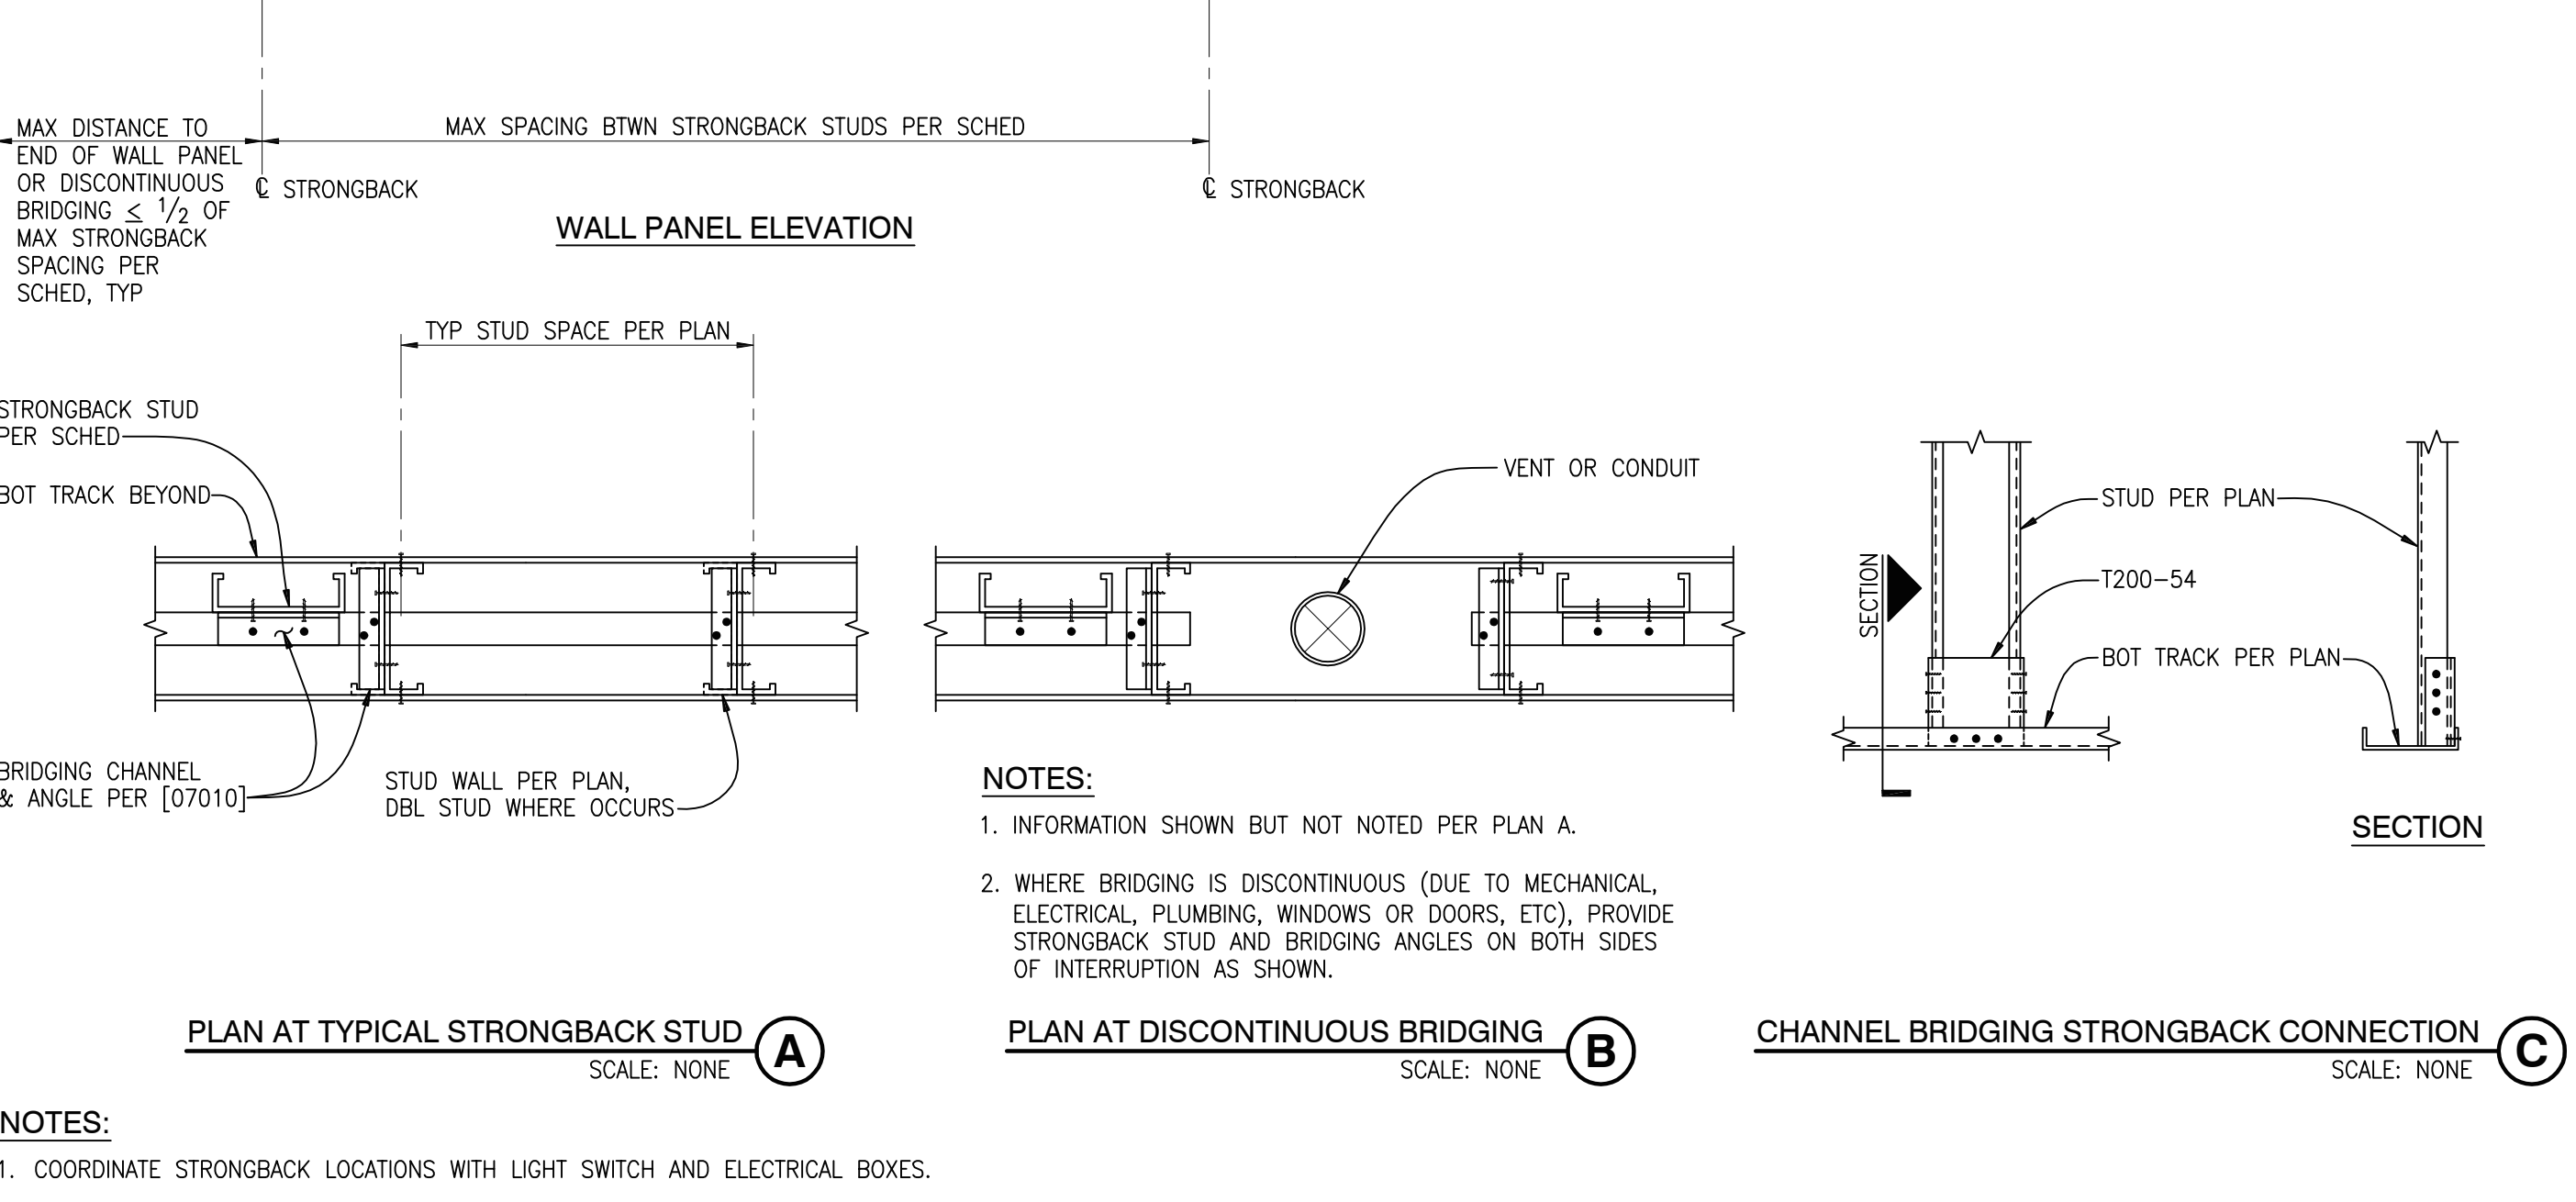 MAX DISTANCE TO
END OF WALL PANEL
OR DISCONTINUOUS
BRIDGING ≤ 1/2 OF
MAX STRONGBACK
SPACING PER
SCHED, TYP
MAX SPACING BTWN STRONGBACK STUDS PER SCHED
℄ STRONGBACK
℄ STRONGBACK
WALL PANEL ELEVATION
TYP STUD SPACE PER PLAN
STRONGBACK STUD
PER SCHED
BOT TRACK BEYOND
BRIDGING CHANNEL
& ANGLE PER [07010]
STUD WALL PER PLAN,
DBL STUD WHERE OCCURS
PLAN AT TYPICAL STRONGBACK STUD
A
SCALE: NONE
VENT OR CONDUIT
NOTES:
1. INFORMATION SHOWN BUT NOT NOTED PER PLAN A.
2. WHERE BRIDGING IS DISCONTINUOUS (DUE TO MECHANICAL,
ELECTRICAL, PLUMBING, WINDOWS OR DOORS, ETC), PROVIDE
STRONGBACK STUD AND BRIDGING ANGLES ON BOTH SIDES
OF INTERRUPTION AS SHOWN.
PLAN AT DISCONTINUOUS BRIDGING
B
SCALE: NONE
SECTION
STUD PER PLAN
T200-54
BOT TRACK PER PLAN
SECTION
CHANNEL BRIDGING STRONGBACK CONNECTION
C
SCALE: NONE
NOTES:
1. COORDINATE STRONGBACK LOCATIONS WITH LIGHT SWITCH AND ELECTRICAL BOXES.